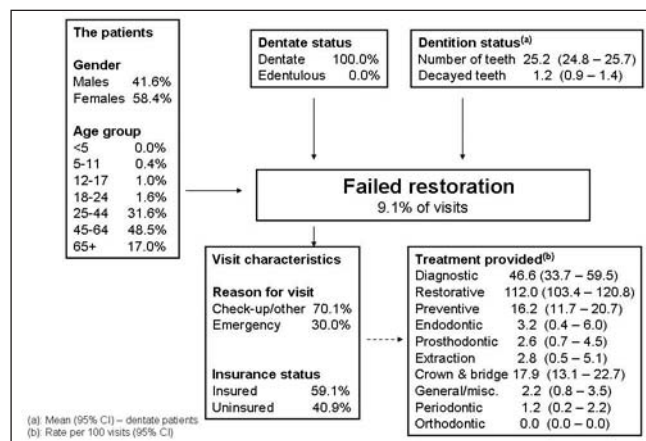 The patients
Gender
Males 41.6%
Females 58.4%
Age group
<5 0.0%
5-11 0.4%
12-17 1.0%
18-24 1.6%
25-44 31.6%
45-64 48.5%
65+ 17.0%
Dentate status
Dentate 100.0%
Edentulous 0.0%
Dentition status(a)
Number of teeth 25.2 (24.8 – 25.7)
Decayed teeth 1.2 (0.9 – 1.4)
Failed restoration
9.1% of visits
Visit characteristics
Reason for visit
Check-up/other 70.1%
Emergency 30.0%
Insurance status
Insured 59.1%
Uninsured 40.9%
Treatment provided(b)
Diagnostic 46.6 (33.7 – 59.5)
Restorative 112.0 (103.4 – 120.8)
Preventive 16.2 (11.7 – 20.7)
Endodontic 3.2 (0.4 – 6.0)
Prosthodontic 2.6 (0.7 – 4.5)
Extraction 2.8 (0.5 – 5.1)
Crown & bridge 17.9 (13.1 – 22.7)
General/misc. 2.2 (0.8 – 3.5)
Periodontic 1.2 (0.2 – 2.2)
Orthodontic 0.0 (0.0 – 0.0)
(a): Mean (95% CI) – dentate patients
(b): Rate per 100 visits (95% CI)